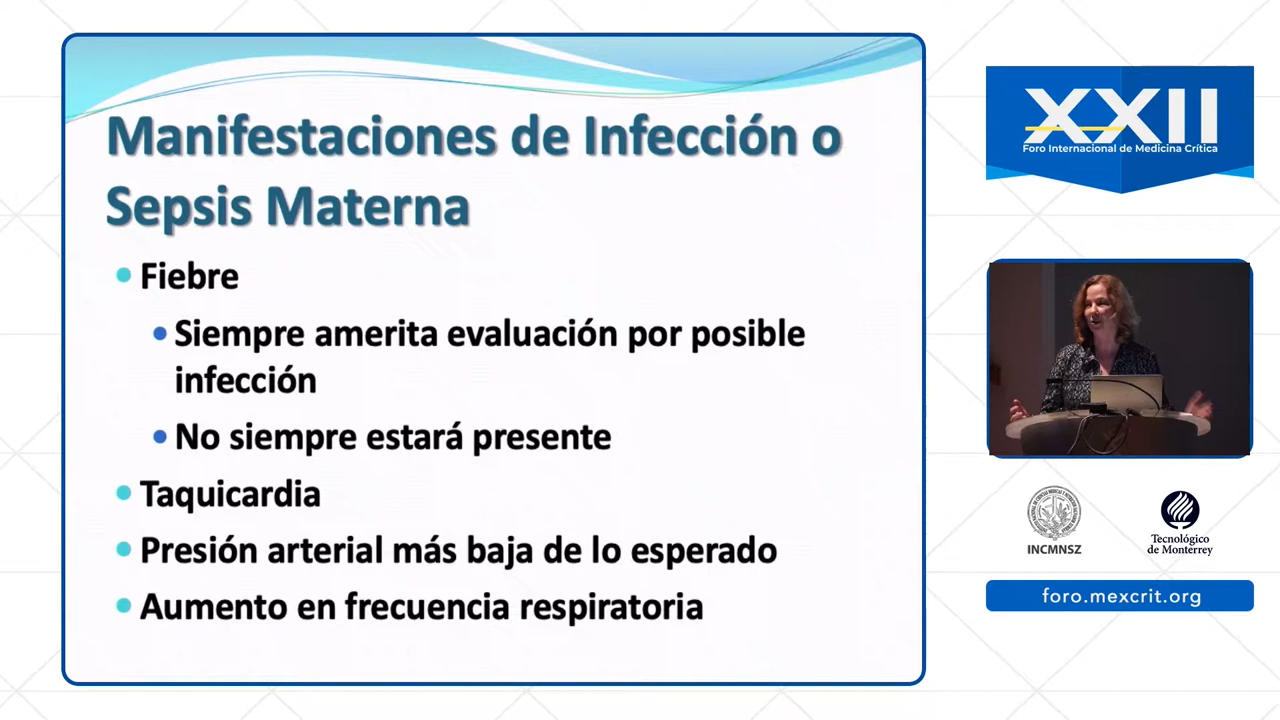 Manifestaciones de Infección o
Sepsis Materna
Fiebre
Siempre amerita evaluación por posible
infección
No siempre estará presente
Taquicardia
Presión arterial más baja de lo esperado
Aumento en frecuencia respiratoria
XXII
Foro Internacional de Medicina Crítica
INCMNSZ
Tecnológico
de Monterrey
foro.mexcrit.org